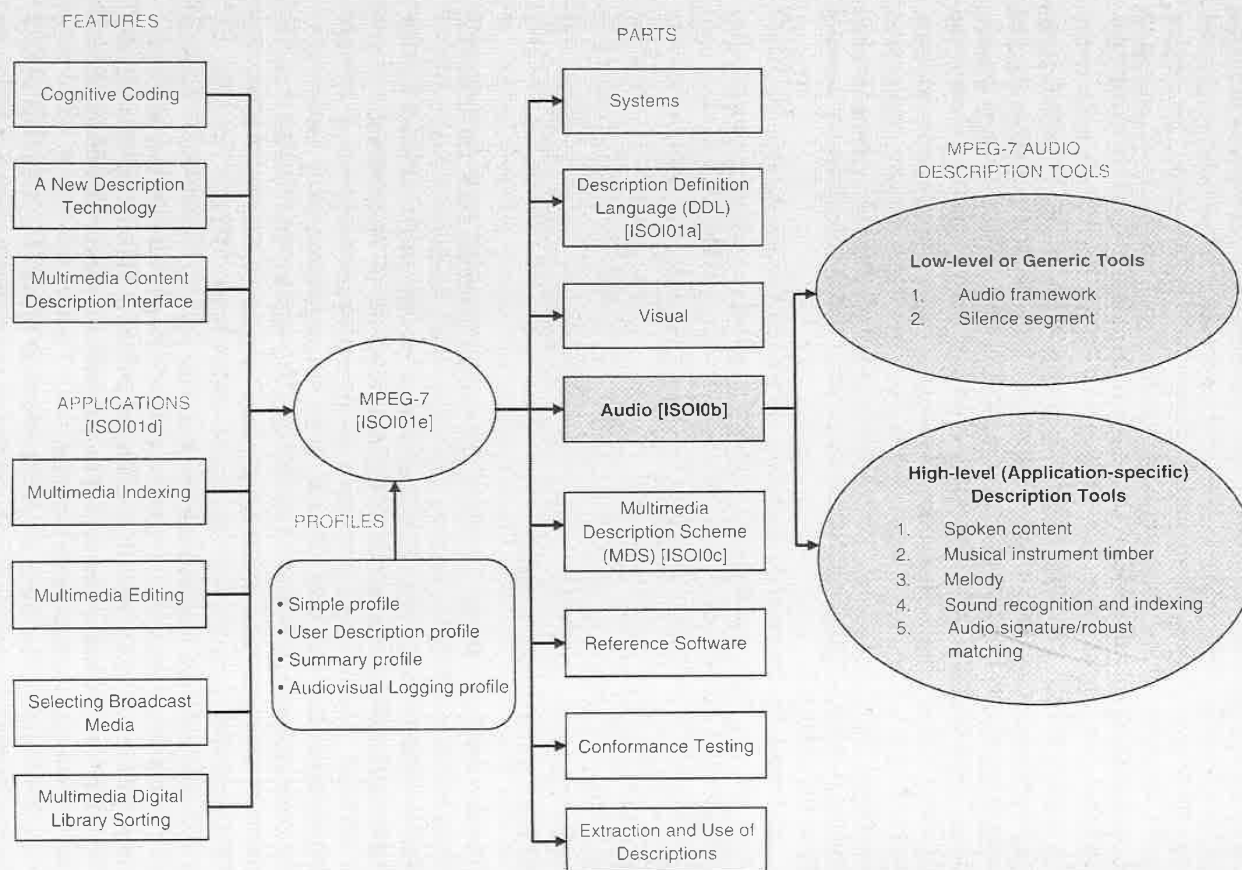 FEATURES
Cognitive Coding
A New Description
Technology
Multimedia Content
Description Interface
APPLICATIONS
[ISOI01d]
Multimedia Indexing
Multimedia Editing
Selecting Broadcast
Media
Multimedia Digital
Library Sorting
MPEG-7
[ISOI01e]
PROFILES
• Simple profile
• User Description profile
• Summary profile
• Audiovisual Logging profile
PARTS
Systems
Description Definition
Language (DDL)
[ISOI01a]
Visual
Audio [ISOI0b]
Multimedia
Description Scheme
(MDS) [ISOI0c]
Reference Software
Conformance Testing
Extraction and Use of
Descriptions
MPEG-7 AUDIO
DESCRIPTION TOOLS
Low-level or Generic Tools
1. Audio framework
2. Silence segment
High-level (Application-specific)
Description Tools
1. Spoken content
2. Musical instrument timber
3. Melody
4. Sound recognition and indexing
5. Audio signature/robust
matching